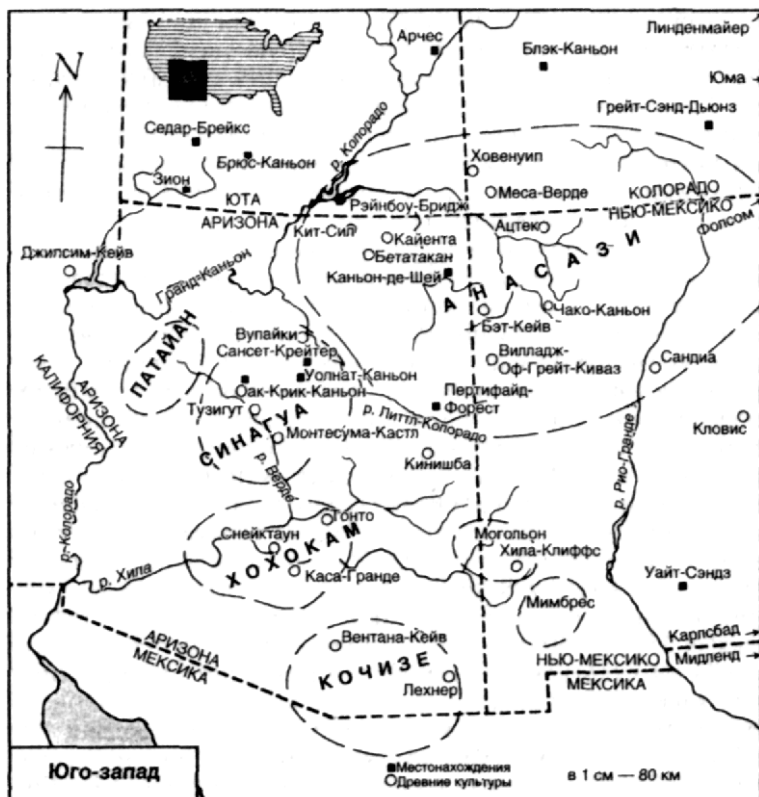 Линденмайер
Арчес
Блэк-Каньон
N
Юма
Грейт-Сэнд-Дьюнз
Седар-Брейкс
Брюс-Каньон
р. Колорадо
Зион
Ховенуип
Меса-Верде
КОЛОРАДО
НЬЮ-МЕКСИКО
ЮТА
АРИЗОНА
Рэйнбоу-Бридж
Ацтек
Фолсом
Кит-Сил
Кайента
Бетатакан
Каньон-де-Шей
АНАСАЗИ
Джипсим-Кейв
Гранд-Каньон
Чако-Каньон
Бэт-Кейв
ПАТАЙАН
Вупайки
Сансет-Крейтер
Уолнат-Каньон
Оак-Крик-Каньон
Вилладж-
Оф-Грейт-Киваз
Сандиа
АРИЗОНА
КАЛИФОРНИЯ
Тузигут
Пертифайд-
Форест
р. Литтл-Колорадо
СИНАГУА
Монтесума-Кастл
Кинишба
Кловис
р. Рио-Гранде
р. Верде
р. Колорадо
Тонто
Снейктаун
ХОХОКАМ
Могольон
Хила-Клиффс
р. Хила
Каса-Гранде
Уайт-Сэндз
Мимбрес
Карлсбад
АРИЗОНА
МЕКСИКА
Вентана-Кейв
КОЧИЗЕ
Лехнер
НЬЮ-МЕКСИКО
МЕКСИКА
Мидленд
Юго-запад
Местонахождения
Древние культуры
в 1 см — 80 км